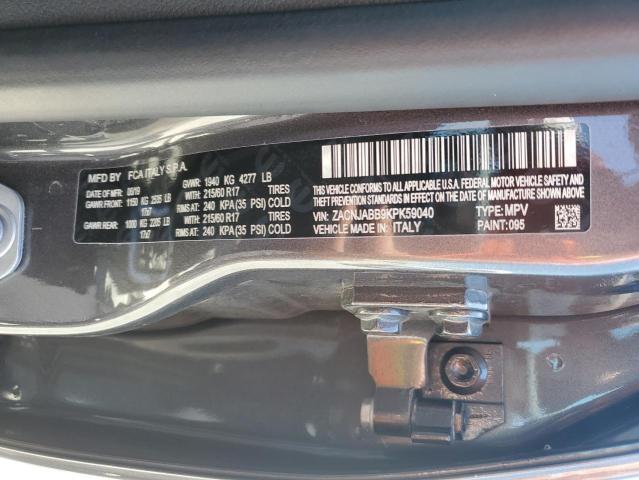 MFD BY FCA ITALY S.P.A.
DATE OF MFR: 09/19 GVWR: 1940 KG 4277 LB
GAWR FRONT: 1150 KG 2535 LB 215/60 R17 TIRES
17x7 RIMS AT: 240 KPA(35 PSI) COLD
GAWR REAR: 1000 KG 2205 LB WITH 215/60 R17 TIRES
17x7 RIMS AT: 240 KPA(35 PSI) COLD
THIS VEHICLE CONFORMS TO ALL APPLICABLE U.S.A. FEDERAL
MOTOR VEHICLE SAFETY, BUMPER, AND
THEFT PREVENTION STANDARDS IN EFFECT ON THE DATE OF MANUFACTURE
SHOWN ABOVE.
VIN: ZACNJABB9KPK59040 TYPE: MPV
VEHICLE MADE IN: ITALY PAINT: 095